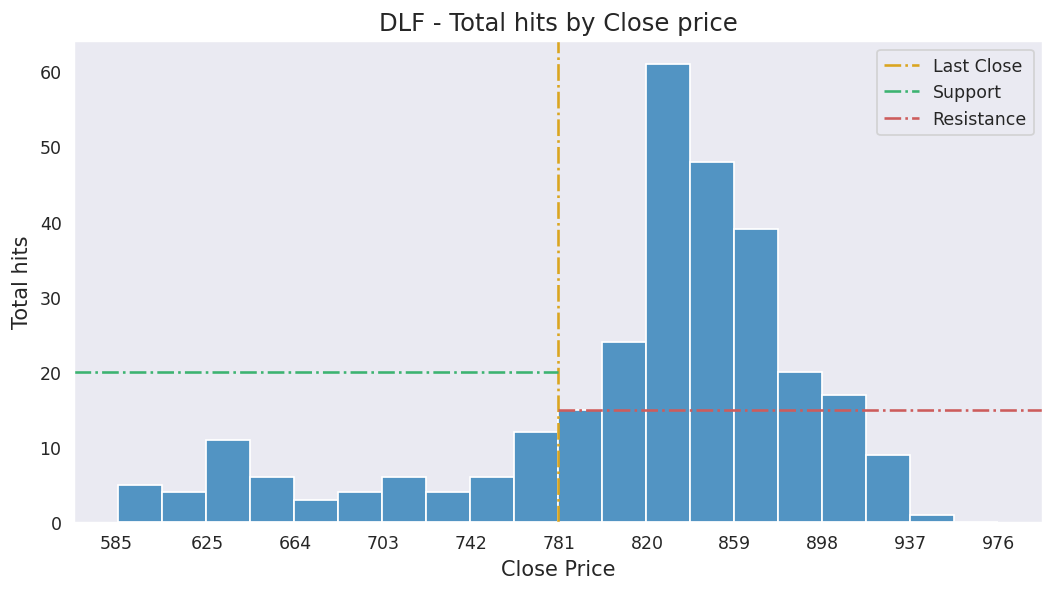 DLF - Total hits by Close price
Last Close
Support
Resistance
Total hits
60
50
40
30
20
10
0
585 625 664 703 742 781 820 859 898 937 976
Close Price